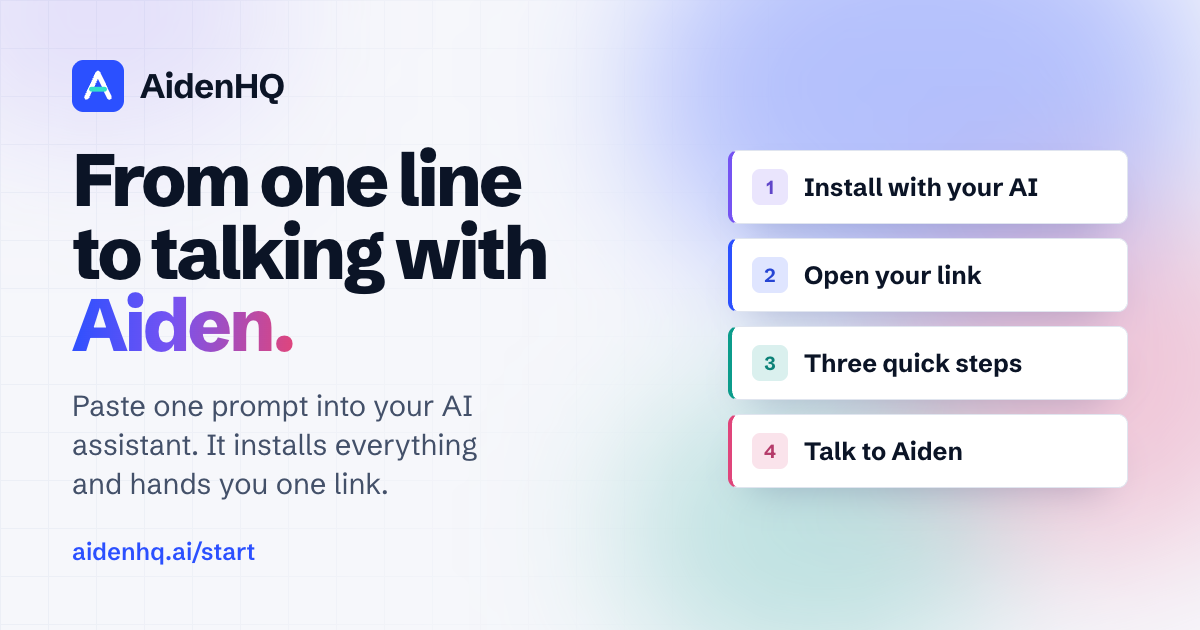 AidenHQ
From one line
to talking with
Aiden.
Paste one prompt into your AI
assistant. It installs everything
and hands you one link.
aidenhq.ai/start
1 Install with your AI
2 Open your link
3 Three quick steps
4 Talk to Aiden